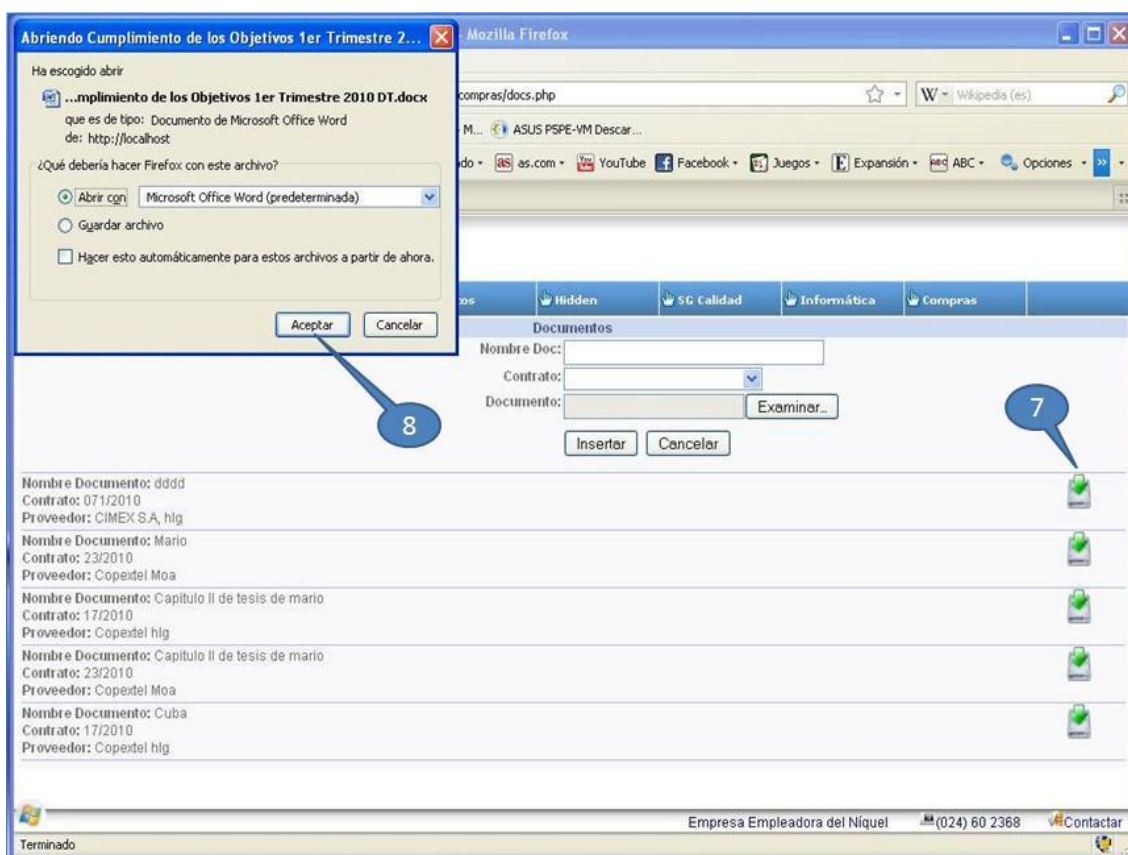 Abriendo Cumplimiento de los Objetivos 1er Trimestre 2...
- Mozilla Firefox
Ha escogido abrir
...mplimiento de los Objetivos 1er Trimestre 2010 DT.docx
que es de tipo: Documento de Microsoft Office Word
de: http://localhost
¿Qué debería hacer Firefox con este archivo?
Abrir con Microsoft Office Word (predeterminada)
Guardar archivo
Hacer esto automáticamente para estos archivos a partir de ahora.
Aceptar Cancelar
compras/docs.php W Wikipedia (es)
M... ASUS PSPE-VM Descar...
do as as.com YouTube Facebook Juegos E Expansión ABC Opciones »
os Hidden SG Calidad Informática Compras
Documentos
Nombre Doc:
Contrato:
Documento: Examinar...
Insertar Cancelar
8
7
Nombre Documento: dddd
Contrato: 071/2010
Proveedor: CIMEX S.A, hlg
Nombre Documento: Mario
Contrato: 23/2010
Proveedor: Copextel Moa
Nombre Documento: Capitulo II de tesis de mario
Contrato: 17/2010
Proveedor: Copextel hlg
Nombre Documento: Capitulo II de tesis de mario
Contrato: 23/2010
Proveedor: Copextel Moa
Nombre Documento: Cuba
Contrato: 17/2010
Proveedor: Copextel hlg
Empresa Empleadora del Níquel (024) 60 2368 Contactar
Terminado